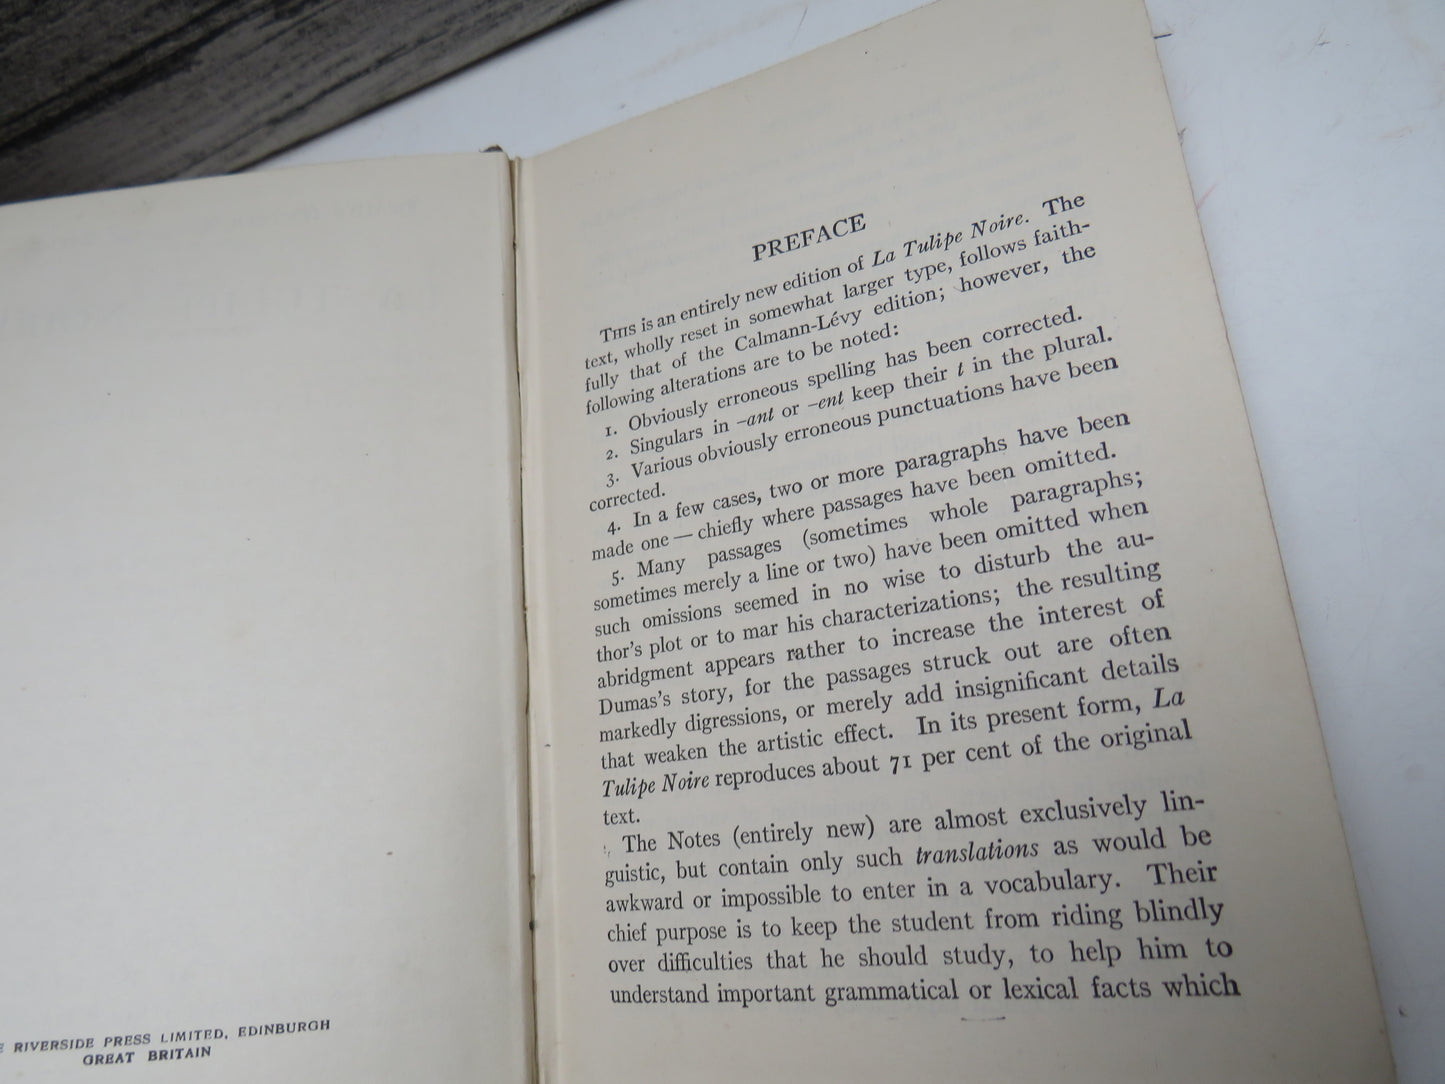 RIVERSIDE PRESS LIMITED, EDINBURGH
GREAT BRITAIN
PREFACE
THIS is an entirely new edition of La Tulipe Noire. The
text, wholly reset in somewhat larger type, follows faith-
fully that of the Calmann-Lévy edition; however, the
following alterations are to be noted:
1. Obviously erroneous spelling has been corrected.
2. Singulars in -ant or -ent keep their t in the plural.
3. Various obviously erroneous punctuations have been
corrected.
4. In a few cases, two or more paragraphs have been
made one — chiefly where passages have been omitted.
5. Many passages (sometimes whole paragraphs;
sometimes merely a line or two) have been omitted when
such omissions seemed in no wise to disturb the au-
thor's plot or to mar his characterizations; the resulting
abridgment appears rather to increase the interest of
Dumas's story, for the passages struck out are often
markedly digressions, or merely add insignificant details
that weaken the artistic effect. In its present form, La
Tulipe Noire reproduces about 71 per cent of the original
text.
The Notes (entirely new) are almost exclusively lin-
guistic, but contain only such translations as would be
awkward or impossible to enter in a vocabulary. Their
chief purpose is to keep the student from riding blindly
over difficulties that he should study, to help him to
understand important grammatical or lexical facts which